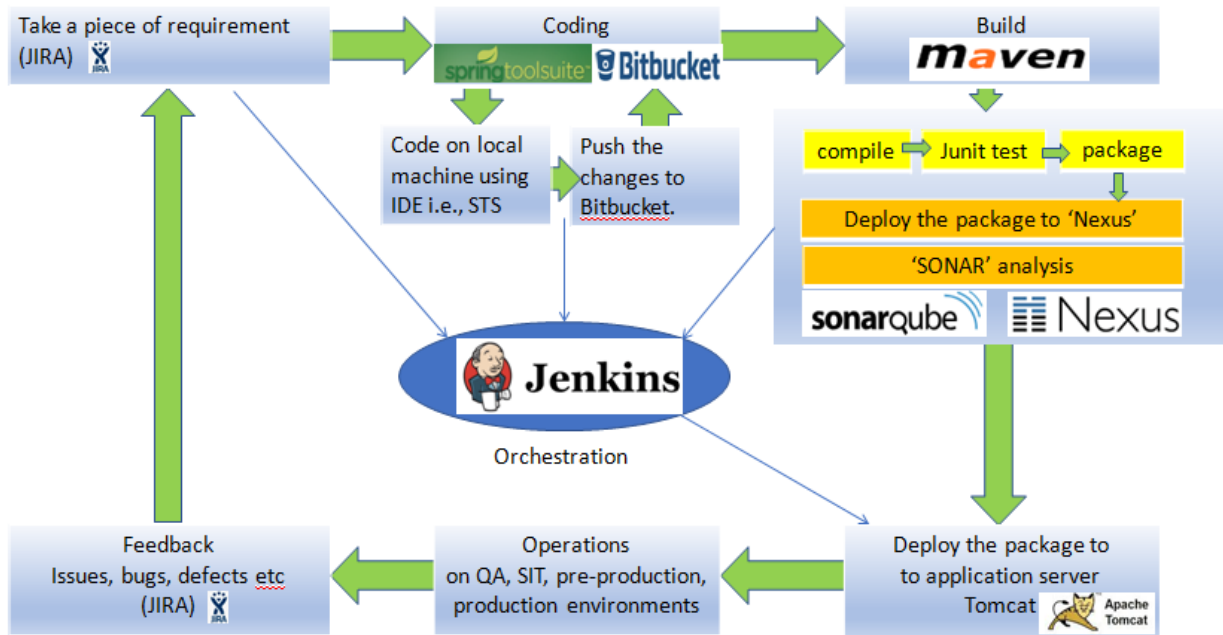 Take a piece of requirement
(JIRA)
JIRA
Coding
springtoolsuite™
Bitbucket
Build
maven
Code on local
machine using
IDE i.e., STS
Push the
changes to
Bitbucket.
compile
Junit test
package
Deploy the package to ‘Nexus’
‘SONAR’ analysis
sonarqube
Nexus
Jenkins
Orchestration
Feedback
Issues, bugs, defects etc
(JIRA)
JIRA
Operations
on QA, SIT, pre-production,
production environments
Deploy the package to
to application server
Tomcat
Apache
Tomcat